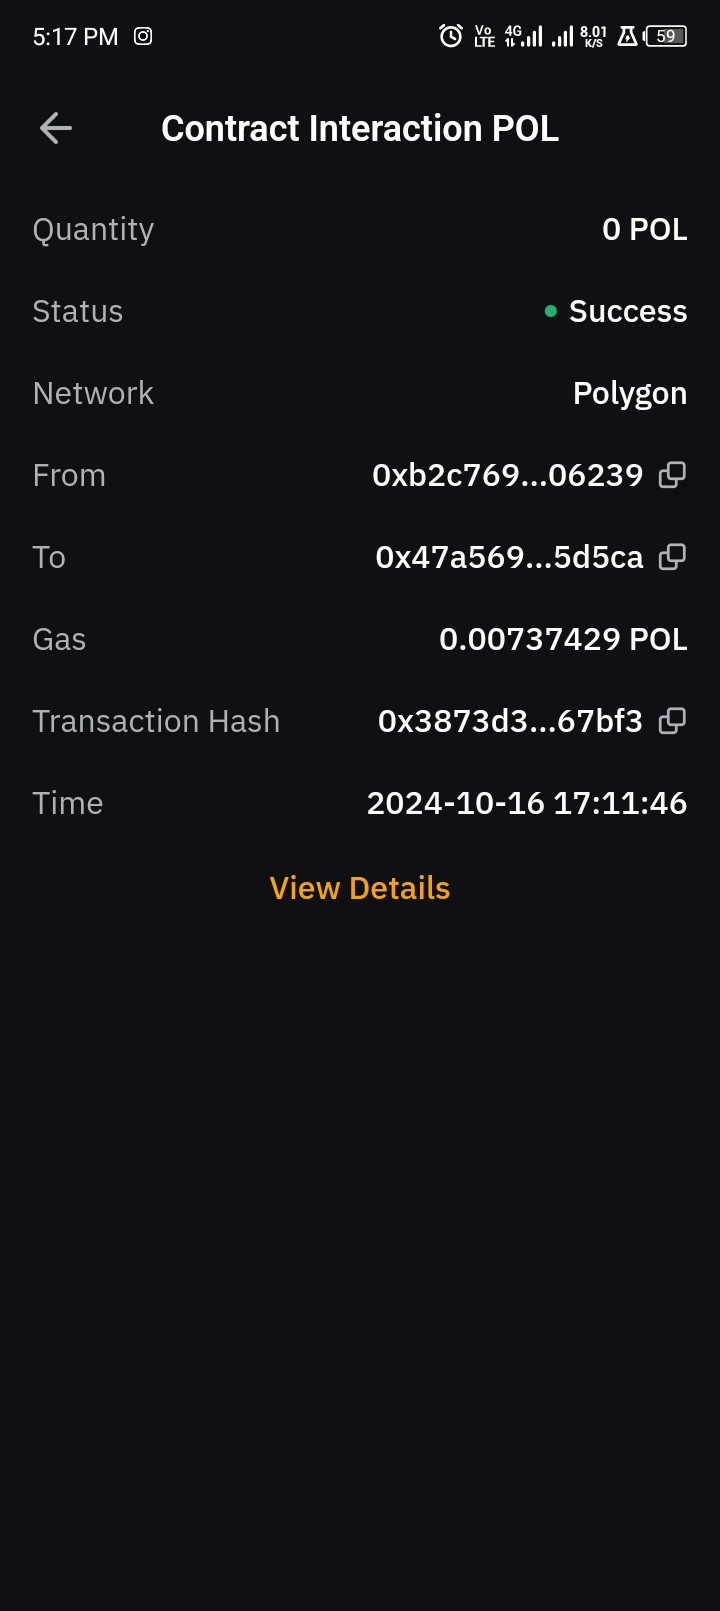 5:17 PM Vo LTE 4G 8.01 K/S 59
Contract Interaction POL
Quantity 0 POL
Status Success
Network Polygon
From 0xb2c769...06239
To 0x47a569...5d5ca
Gas 0.00737429 POL
Transaction Hash 0x3873d3...67bf3
Time 2024-10-16 17:11:46
View Details